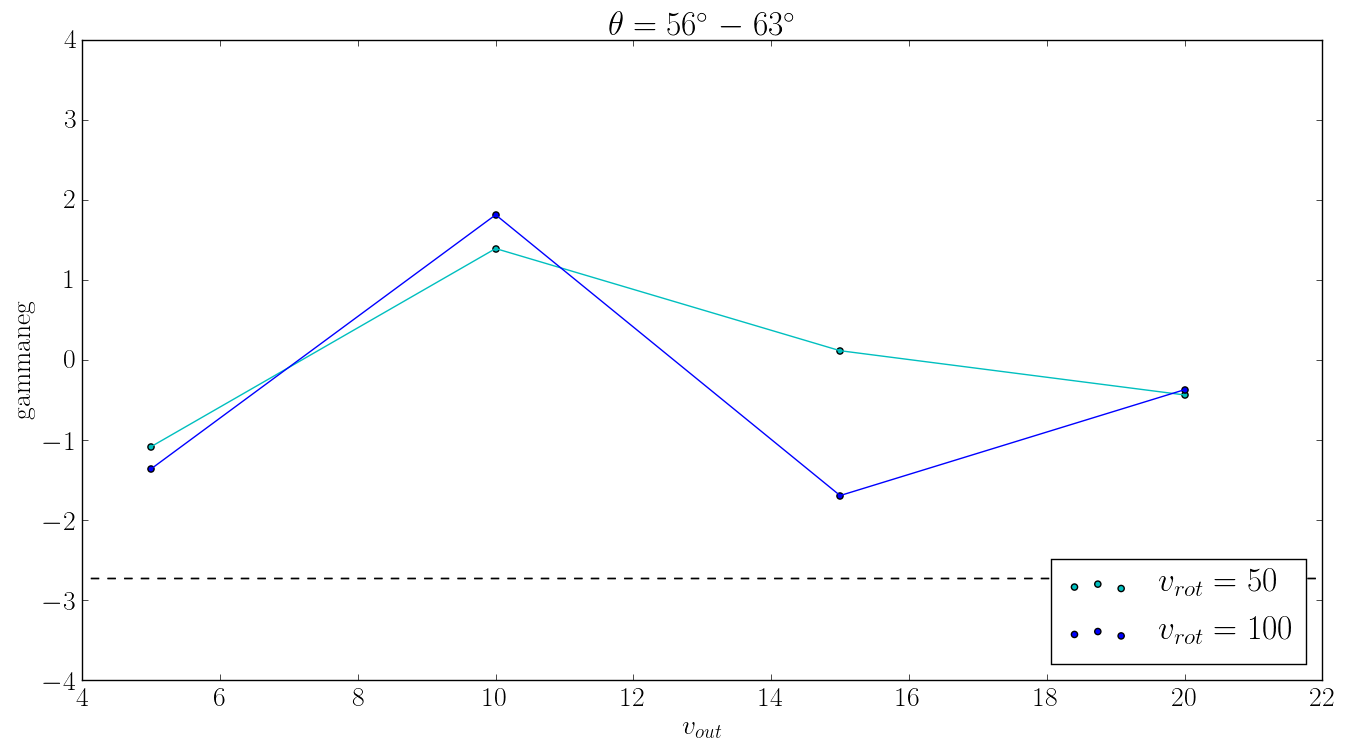 θ = 56° − 63°
4
3
2
1
0
−1
−2
−3
−4
gammaneg
4 6 8 10 12 14 16 18 20 22
v_out
v_rot = 50
v_rot = 100